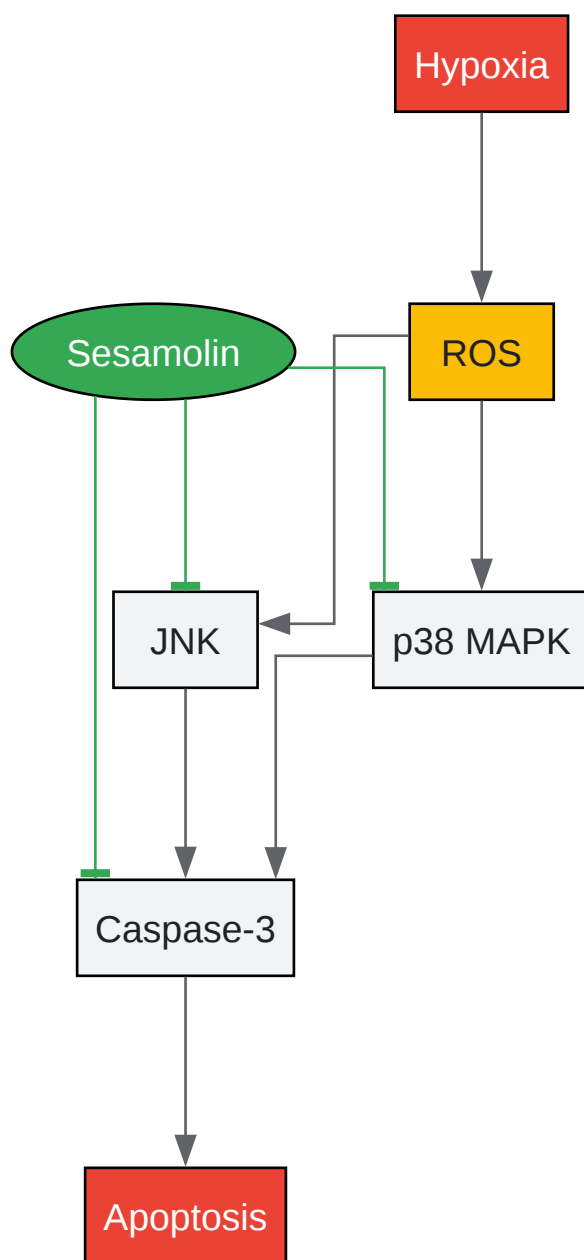 Hypoxia
Sesamolin
ROS
JNK
p38 MAPK
Caspase-3
Apoptosis